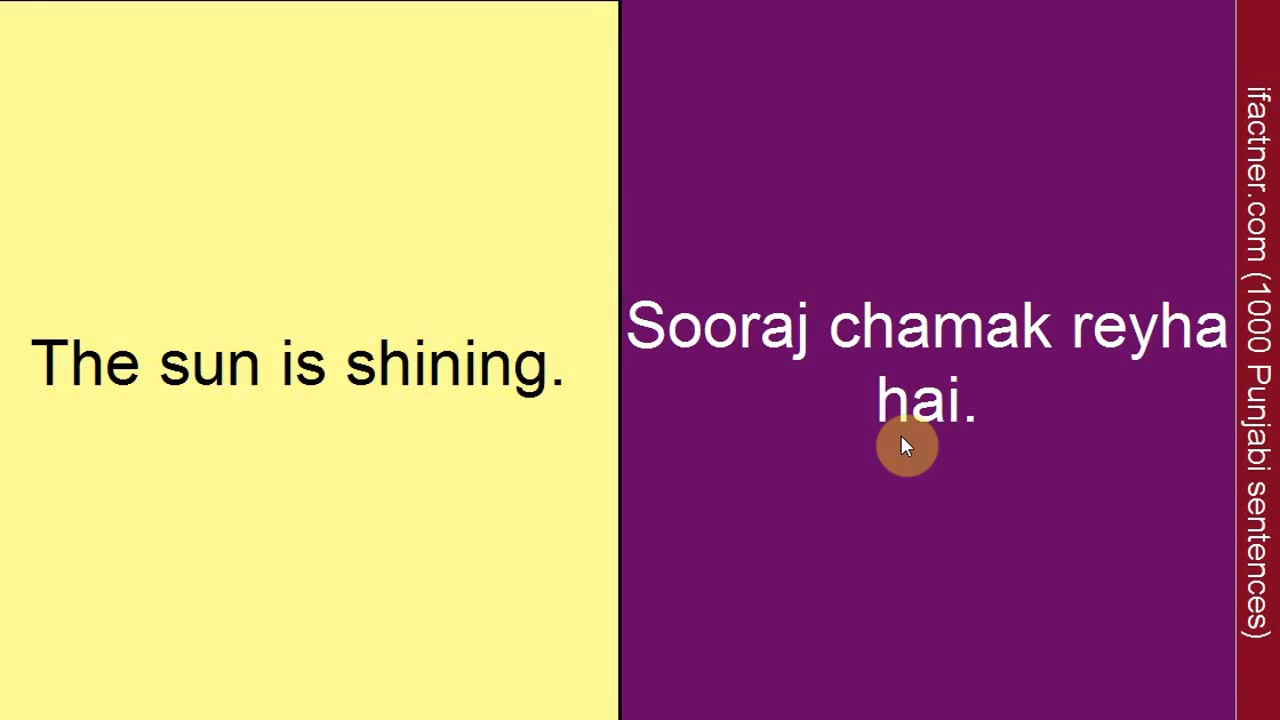 The sun is shining.
Sooraj chamak reyha
hai.
ifactner.com (1000 Punjabi sentences)